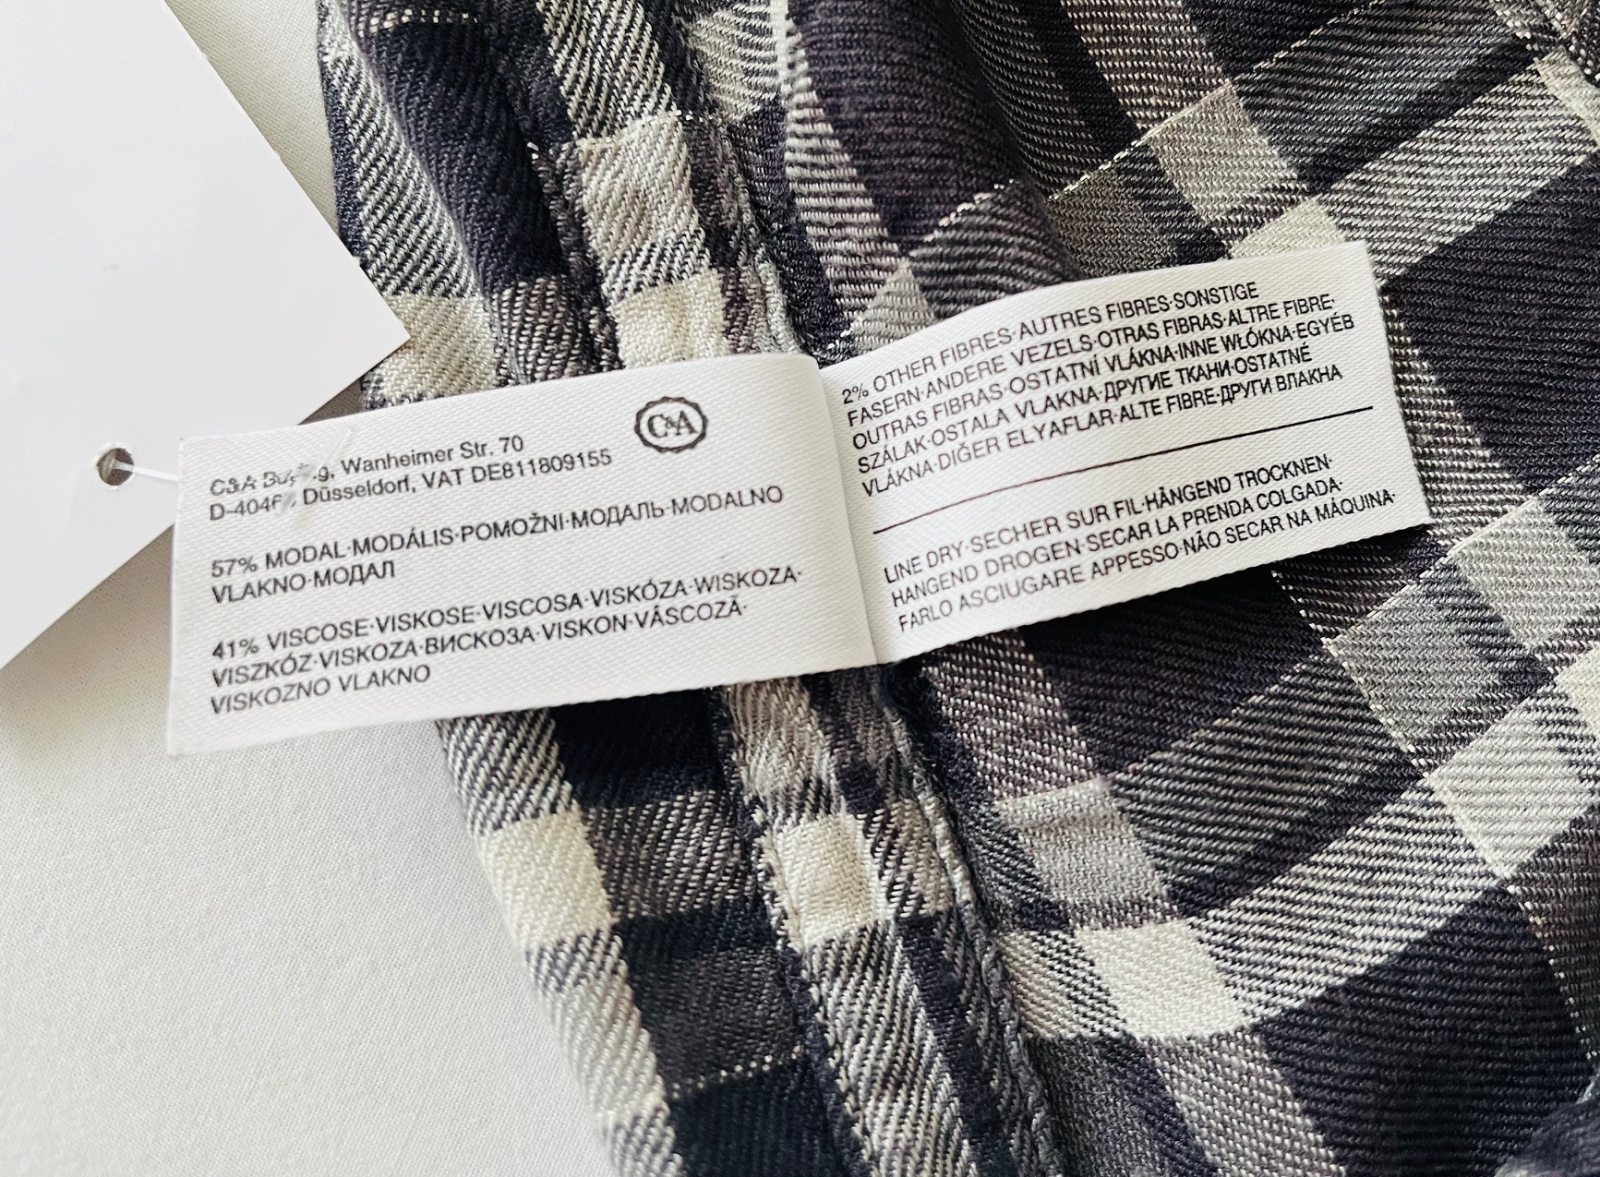 C&A Wanheimer Str. 70
Düsseldorf, VAT DE811809155
C&A
57% MODAL·MODÁLIS·POMOŽNI·МОДАЛЬ·MODALNO
VLAKNO·МОДАЛ
41% VISCOSE·VISKOSE·VISCOSA·VISKÓZA·WISKOZA·
VISZKÓZ·VISKOZA·ВИСКОЗА·VISKON·VÂSCOZĂ·
VISKOZNO VLAKNO
2% OTHER FIBRES·AUTRES FIBRES·SONSTIGE
FASERN·ANDERE VEZELS·OTRAS FIBRAS·ALTRE FIBRE·
OUTRAS FIBRAS·OSTATNÍ VLÁKNA·INNE WŁÓKNA·EGYÉB
SZÁLAK·OSTALA VLAKNA·ДРУГИЕ ТКАНИ·OSTATNÉ
VLÁKNA·DIĞER ELYAFLAR·ALTE FIBRE·ДРУГИ ВЛАКНА
LINE DRY·SECHER SUR FIL·HÄNGEND TROCKNEN·
HANGEND DROGEN·SECAR LA PRENDA COLGADA·
FARLO ASCIUGARE APPESSO·NÃO SECAR NA MÁQUINA·